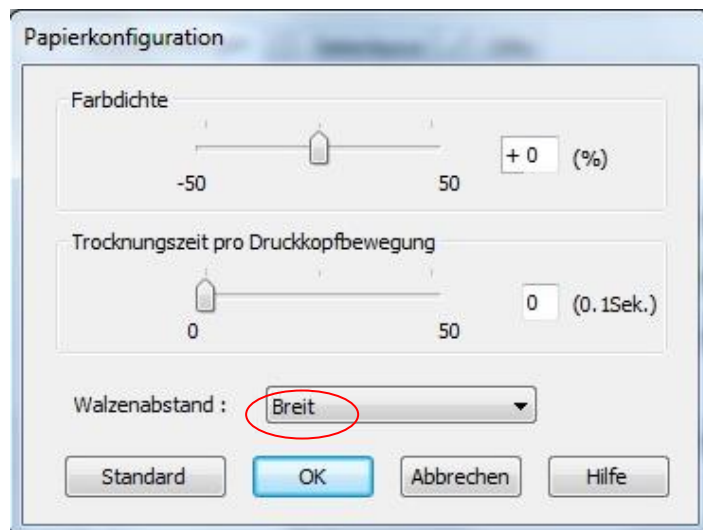 Papierkonfiguration
Farbdichte
+ 0 (%)
-50 50
Trocknungszeit pro Druckkopfbewegung
0 (0.1Sek.)
0 50
Walzenabstand : Breit
Standard OK Abbrechen Hilfe